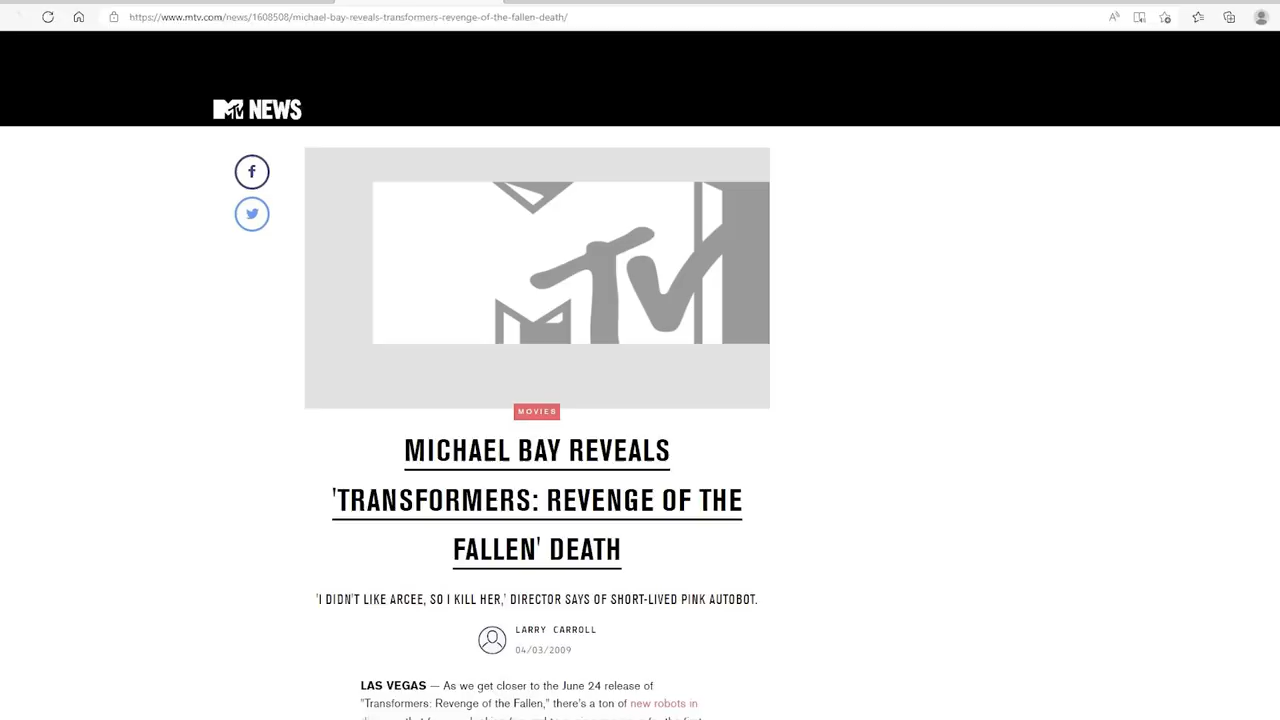 https://www.mtv.com/news/1608508/michael-bay-reveals-transformers-revenge-of-the-fallen-death/
MTV NEWS
MTV
MOVIES
MICHAEL BAY REVEALS
'TRANSFORMERS: REVENGE OF THE
FALLEN' DEATH
'I DIDN'T LIKE ARCEE, SO I KILL HER,' DIRECTOR SAYS OF SHORT-LIVED PINK AUTOBOT.
LARRY CARROLL
04/03/2009
LAS VEGAS — As we get closer to the June 24 release of
"Transformers: Revenge of the Fallen," there's a ton of new robots in